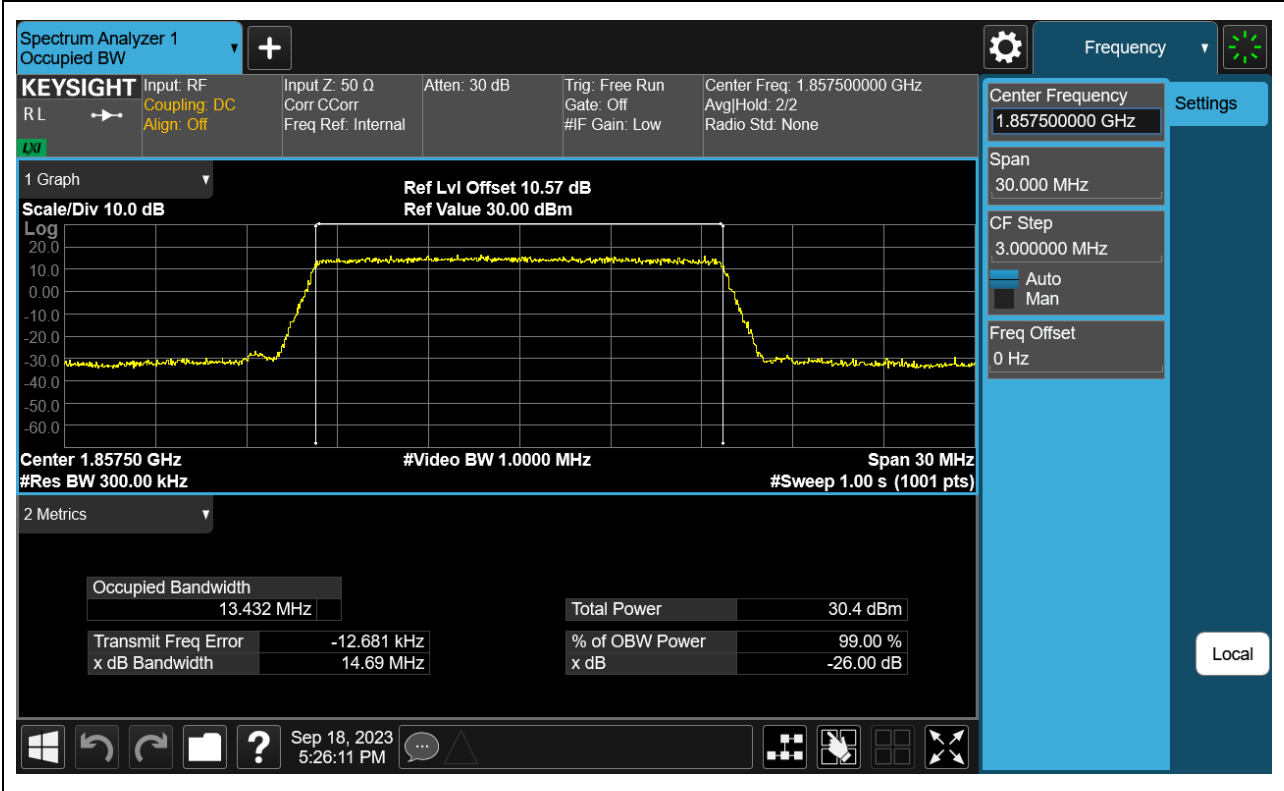 Spectrum Analyzer 1
Occupied BW
Frequency
KEYSIGHT
R L
LXI
Input: RF
Coupling: DC
Align: Off
Input Z: 50 Ω
Corr CCorr
Freq Ref: Internal
Atten: 30 dB
Trig: Free Run
Gate: Off
#IF Gain: Low
Center Freq: 1.857500000 GHz
Avg|Hold: 2/2
Radio Std: None
Center Frequency
1.857500000 GHz
Settings
Span
30.000 MHz
CF Step
3.000000 MHz
Auto
Man
Freq Offset
0 Hz
Local
1 Graph
Scale/Div 10.0 dB
Ref Lvl Offset 10.57 dB
Ref Value 30.00 dBm
Log
20.0
10.0
0.00
-10.0
-20.0
-30.0
-40.0
-50.0
-60.0
Center 1.85750 GHz
#Video BW 1.0000 MHz
Span 30 MHz
#Res BW 300.00 kHz
#Sweep 1.00 s (1001 pts)
2 Metrics
Occupied Bandwidth
13.432 MHz
Total Power 30.4 dBm
Transmit Freq Error -12.681 kHz
% of OBW Power 99.00 %
x dB Bandwidth 14.69 MHz
x dB -26.00 dB
Sep 18, 2023
5:26:11 PM